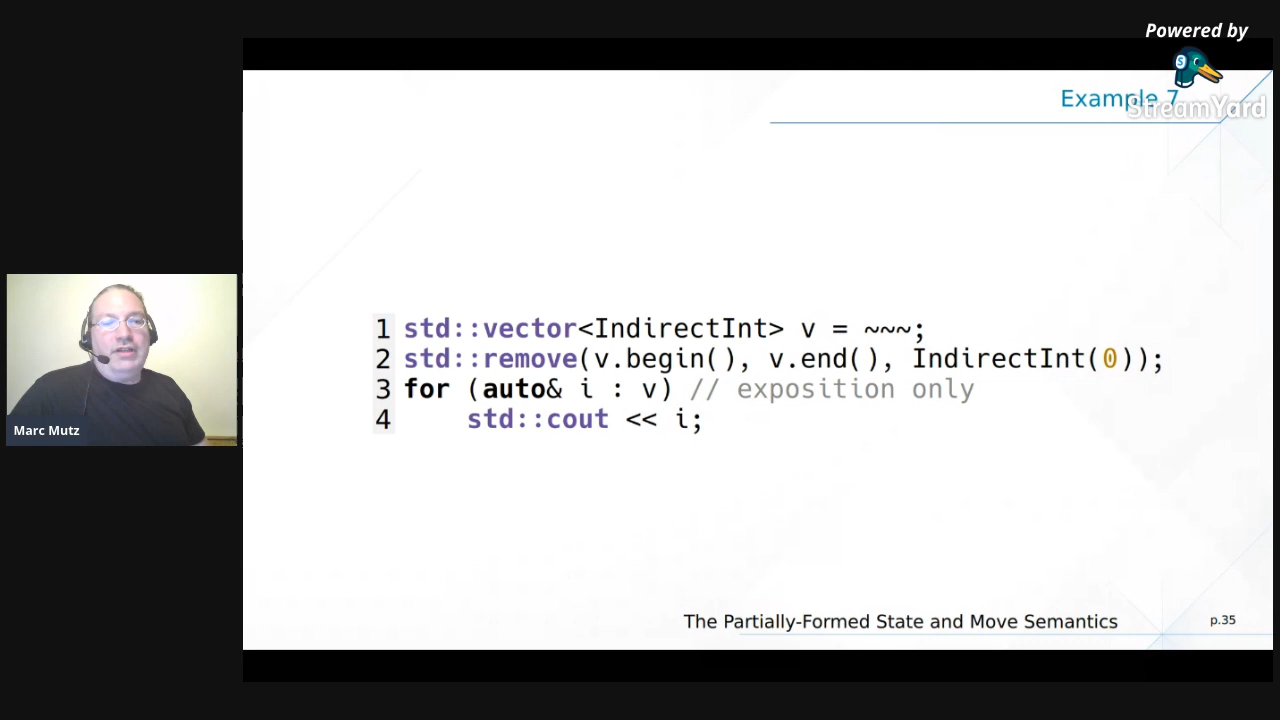 Powered by
StreamYard
Example 7
1 std::vector<IndirectInt> v = ~~~;
2 std::remove(v.begin(), v.end(), IndirectInt(0));
3 for (auto& i : v) // exposition only
4     std::cout << i;
Marc Mutz
The Partially-Formed State and Move Semantics
p.35